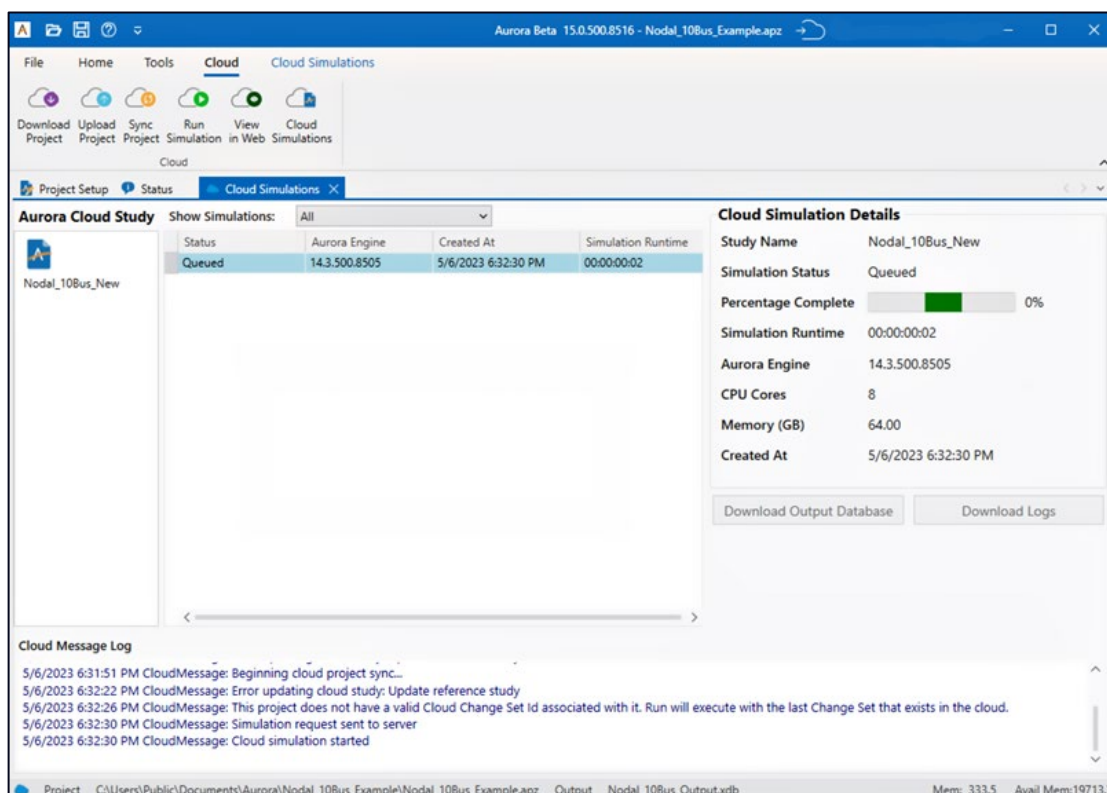 Aurora Beta 15.0.500.8516 - Nodal_10Bus_Example.apz
File Home Tools Cloud Cloud Simulations
Download Project
Upload Project
Sync Project
Run Simulation
View in Web
Cloud Simulations
Cloud
Project Setup Status Cloud Simulations
Aurora Cloud Study
Nodal_10Bus_New
Show Simulations: All
Status Aurora Engine Created At Simulation Runtime
Queued 14.3.500.8505 5/6/2023 6:32:30 PM 00:00:00:02
Cloud Simulation Details
Study Name Nodal_10Bus_New
Simulation Status Queued
Percentage Complete 0%
Simulation Runtime 00:00:00:02
Aurora Engine 14.3.500.8505
CPU Cores 8
Memory (GB) 64.00
Created At 5/6/2023 6:32:30 PM
Download Output Database Download Logs
Cloud Message Log
5/6/2023 6:31:51 PM CloudMessage: Beginning cloud project sync...
5/6/2023 6:32:22 PM CloudMessage: Error updating cloud study: Update reference study
5/6/2023 6:32:26 PM CloudMessage: This project does not have a valid Cloud Change Set Id associated with it. Run will execute with the last Change Set that exists in the cloud.
5/6/2023 6:32:30 PM CloudMessage: Simulation request sent to server
5/6/2023 6:32:30 PM CloudMessage: Cloud simulation started
Project C:\Users\Public\Documents\Aurora\Nodal_10Bus_Example\Nodal_10Bus_Example.apz Output Nodal_10Bus_Output.xdb Mem: 333.5 Avail Mem:19713.